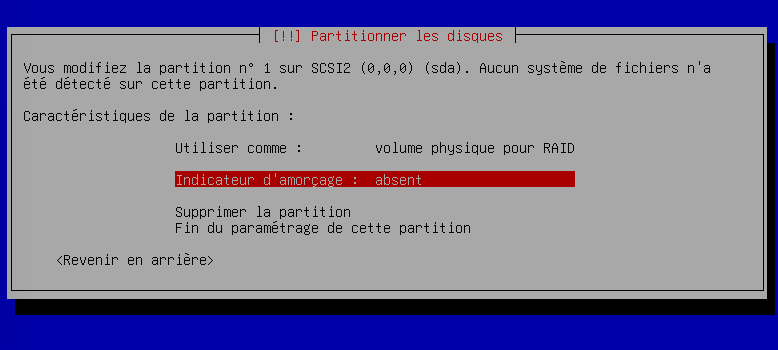 [!!] Partitionner les disques
Vous modifiez la partition n° 1 sur SCSI2 (0,0,0) (sda). Aucun système de fichiers n'a
été détecté sur cette partition.
Caractéristiques de la partition :
Utiliser comme : volume physique pour RAID
Indicateur d'amorçage : absent
Supprimer la partition
Fin du paramétrage de cette partition
<Revenir en arrière>